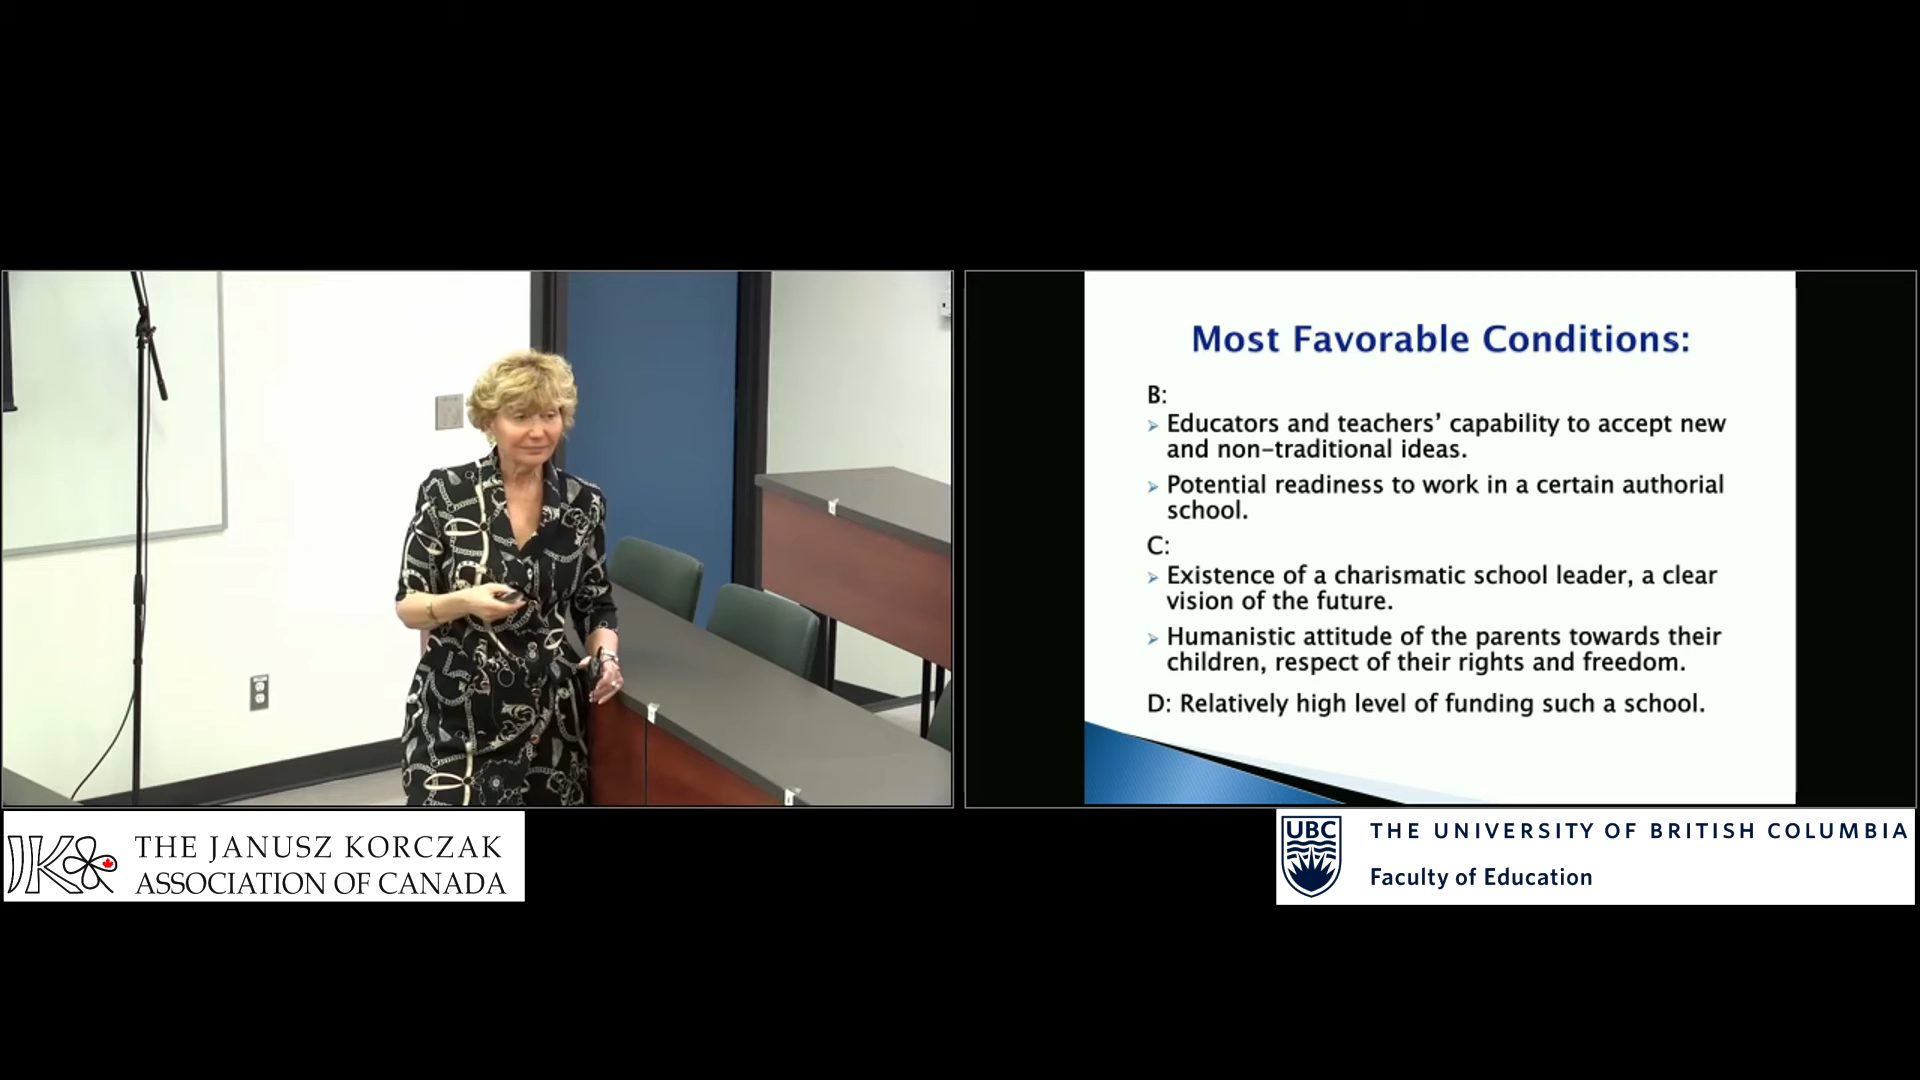 Most Favorable Conditions:
B:
➢ Educators and teachers’ capability to accept new
and non-traditional ideas.
➢ Potential readiness to work in a certain authorial
school.
C:
➢ Existence of a charismatic school leader, a clear
vision of the future.
➢ Humanistic attitude of the parents towards their
children, respect of their rights and freedom.
D: Relatively high level of funding such a school.
JK
THE JANUSZ KORCZAK
ASSOCIATION OF CANADA
UBC
THE UNIVERSITY OF BRITISH COLUMBIA
Faculty of Education